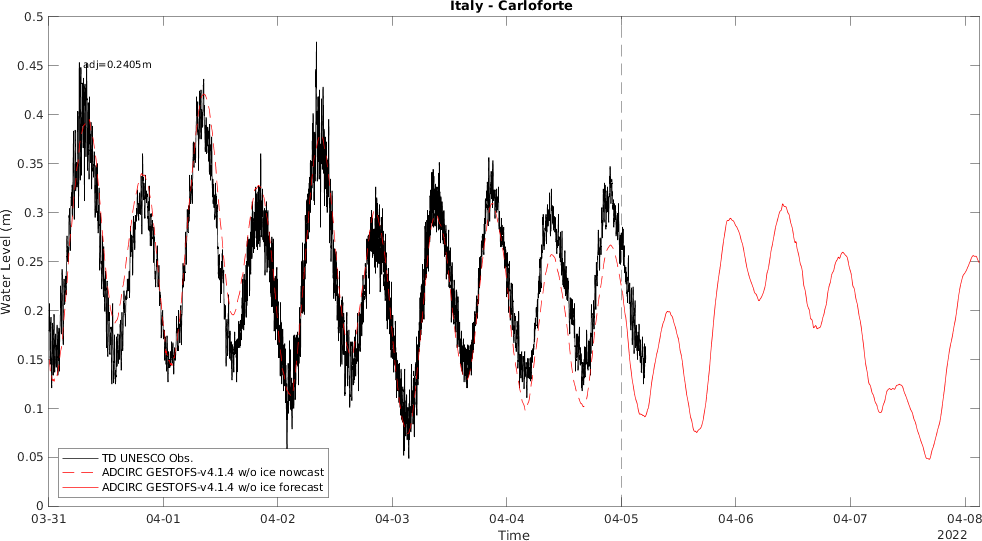 Italy - Carloforte
0.5
0.45
0.4
0.35
0.3
0.25
0.2
0.15
0.1
0.05
0
Water Level (m)
adj=0.2405m
TD UNESCO Obs.
ADCIRC GESTOFS-v4.1.4 w/o ice nowcast
ADCIRC GESTOFS-v4.1.4 w/o ice forecast
03-31 04-01 04-02 04-03 04-04 04-05 04-06 04-07 04-08
Time
2022